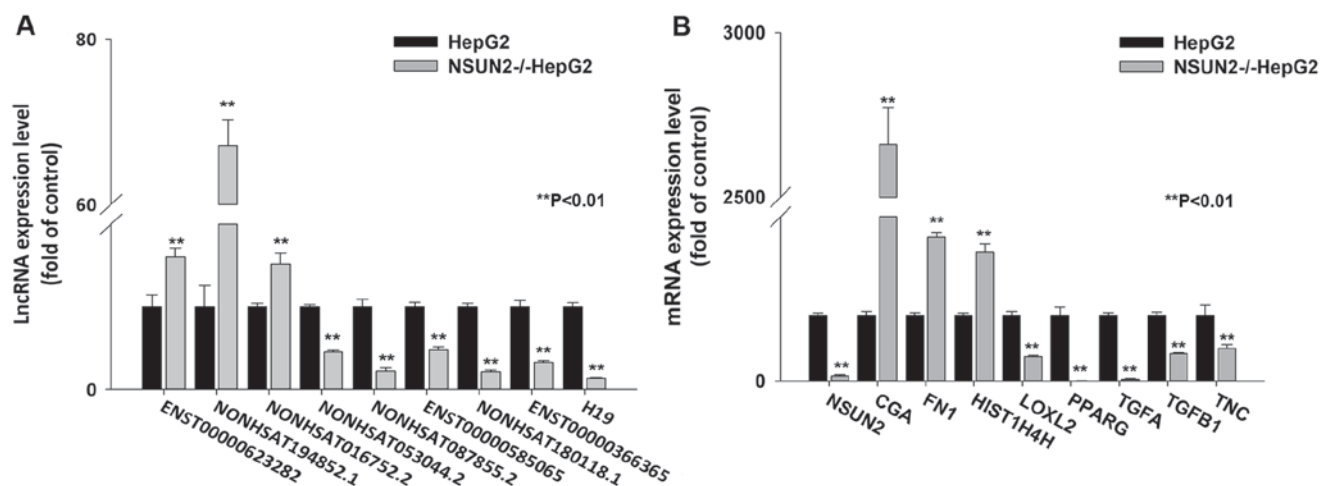 A
LncRNA expression level
(fold of control)
80
60
0
HepG2
NSUN2-/-HepG2
**
**
**
**
**
**
**
**
**
**P<0.01
ENST00000623282
NONHSAT194852.1
NONHSAT016752.2
NONHSAT053044.2
NONHSAT087855.2
ENST00000585065
NONHSAT180118.1
ENST00000366365
H19
B
mRNA expression level
(fold of control)
3000
2500
0
HepG2
NSUN2-/-HepG2
**
**
**
**
**
**
**
**
**
**P<0.01
NSUN2
CGA
FN1
HIST1H4H
LOXL2
PPARG
TGFA
TGFB1
TNC